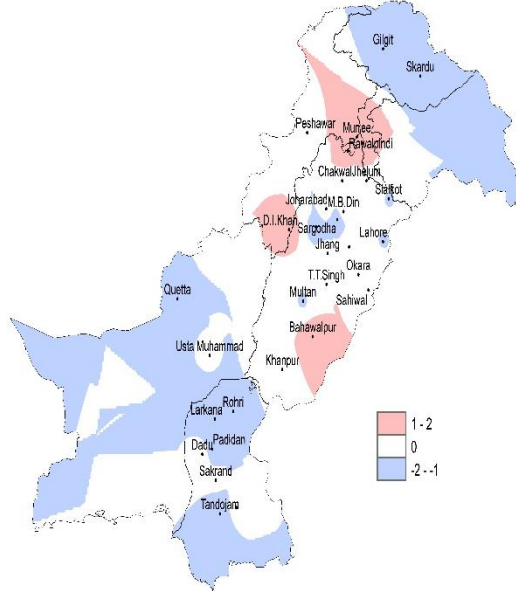 Gilgit
Skardu
Peshawar
Murree
Rawalpindi
Chakwal
Jhelum
Sialkot
Joharabad
M.B.Din
D.I.Khan
Sargodha
Lahore
Jhang
Okara
T.T.Singh
Quetta
Multan
Sahiwal
Bahawalpur
Usta Muhammad
Khanpur
Rohri
Larkana
1 - 2
0
-2 - -1
Padidan
Dadu
Sakrand
Tandojam